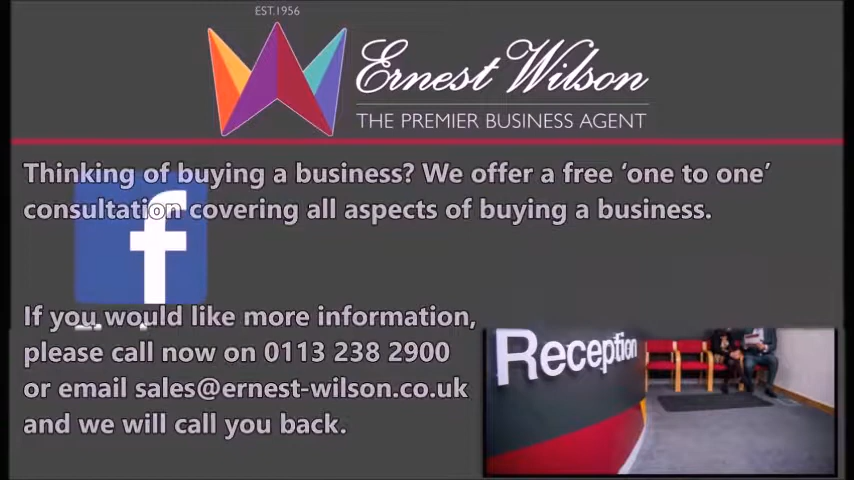 EST.1956
Ernest Wilson
THE PREMIER BUSINESS AGENT
Thinking of buying a business? We offer a free ‘one to one’
consultation covering all aspects of buying a business.
f
If you would like more information,
please call now on 0113 238 2900
or email sales@ernest-wilson.co.uk
and we will call you back.
Reception